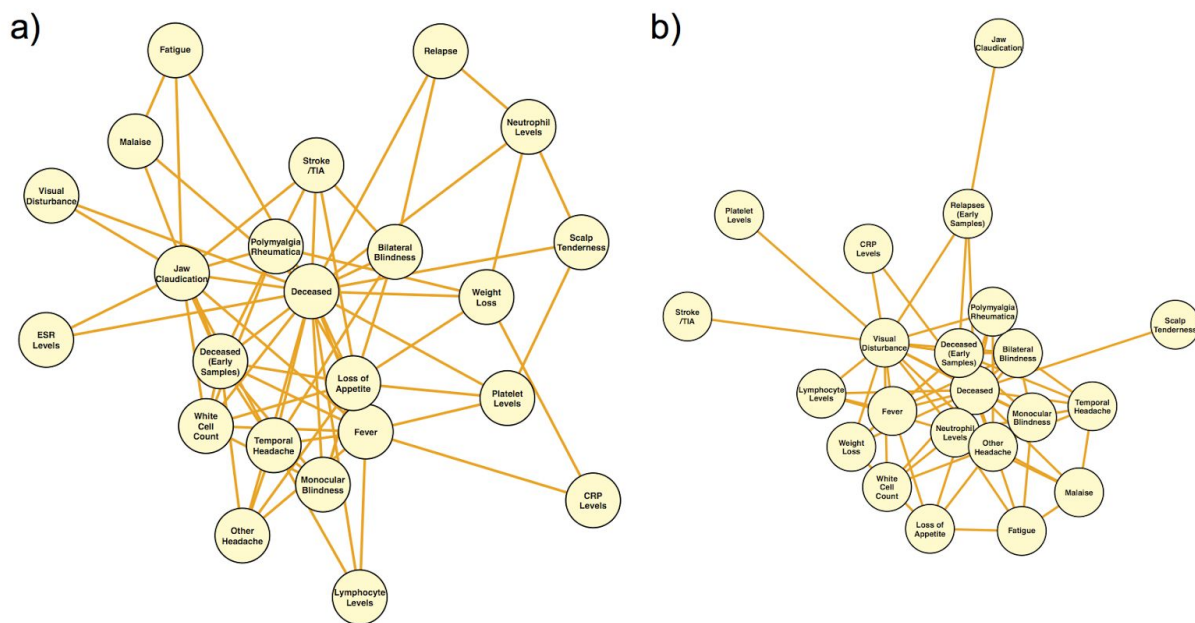 a)
Fatigue
Relapse
Neutrophil
Levels
Malaise
Stroke
/TIA
Visual
Disturbance
Polymyalgia
Rheumatica
Bilateral
Blindness
Scalp
Tenderness
Jaw
Claudication
Deceased
Weight
Loss
ESR
Levels
Deceased
(Early
Samples)
Loss of
Appetite
Platelet
Levels
White
Cell
Count
Temporal
Headache
Fever
Monocular
Blindness
CRP
Levels
Other
Headache
Lymphocyte
Levels
b)
Jaw
Claudication
Platelet
Levels
Relapses
(Early
Samples)
CRP
Levels
Stroke
/TIA
Polymyalgia
Rheumatica
Scalp
Tenderness
Visual
Disturbance
Deceased
(Early
Samples)
Bilateral
Blindness
Lymphocyte
Levels
Deceased
Temporal
Headache
Fever
Monocular
Blindness
Neutrophil
Levels
Weight
Loss
Other
Headache
White
Cell
Count
Malaise
Loss of
Appetite
Fatigue